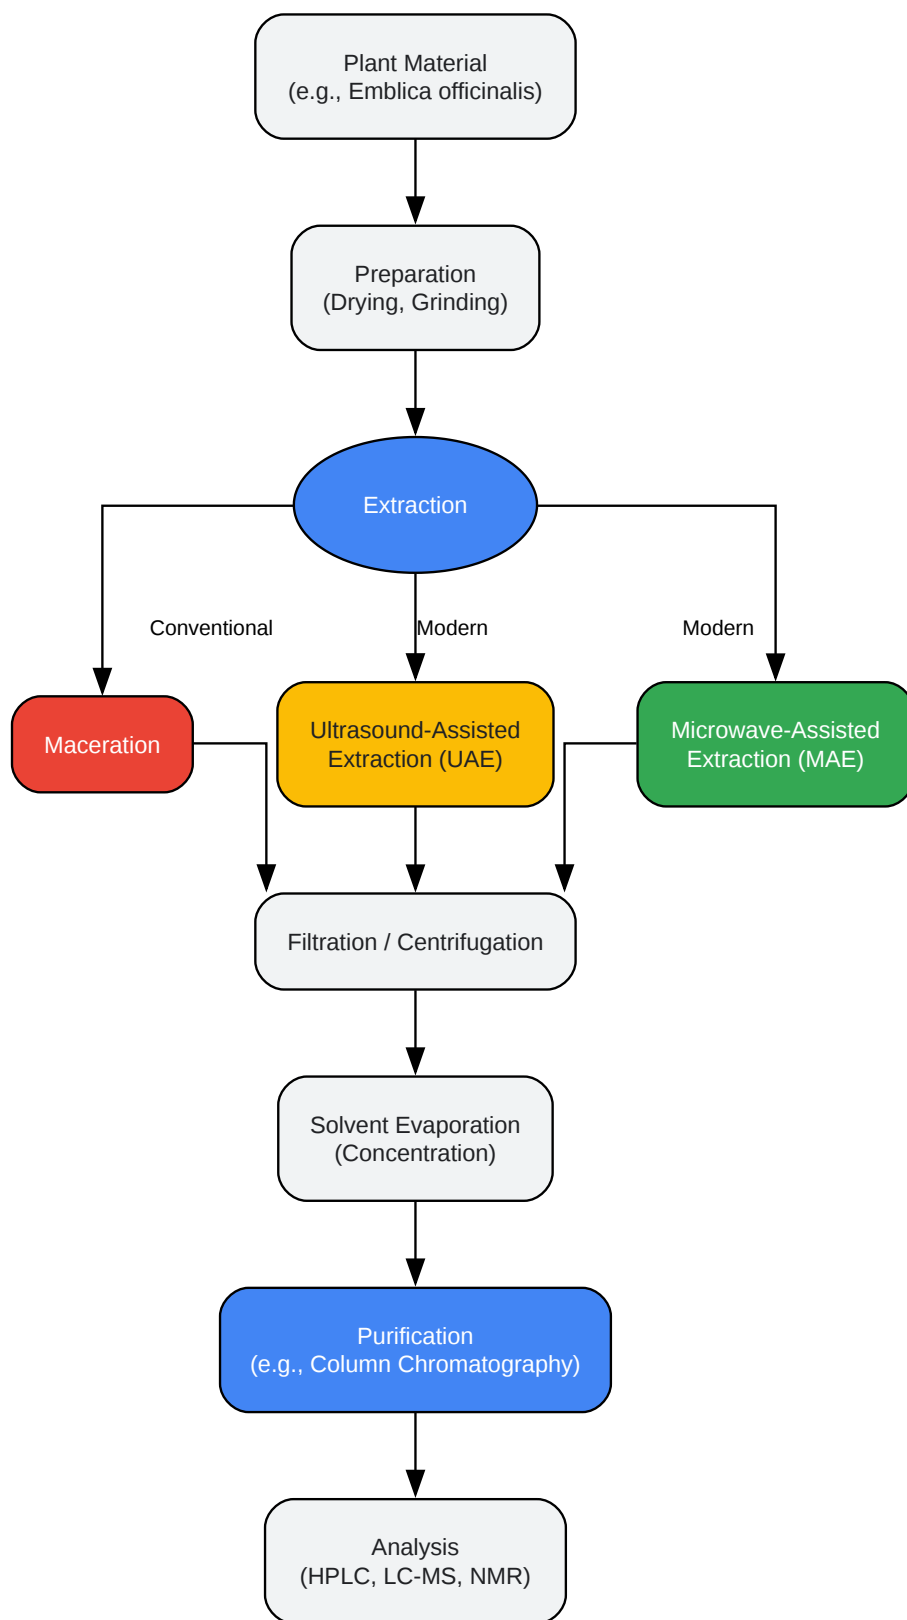 Plant Material
(e.g., Emblica officinalis)
Preparation
(Drying, Grinding)
Extraction
Conventional
Modern
Modern
Maceration
Ultrasound-Assisted
Extraction (UAE)
Microwave-Assisted
Extraction (MAE)
Filtration / Centrifugation
Solvent Evaporation
(Concentration)
Purification
(e.g., Column Chromatography)
Analysis
(HPLC, LC-MS, NMR)